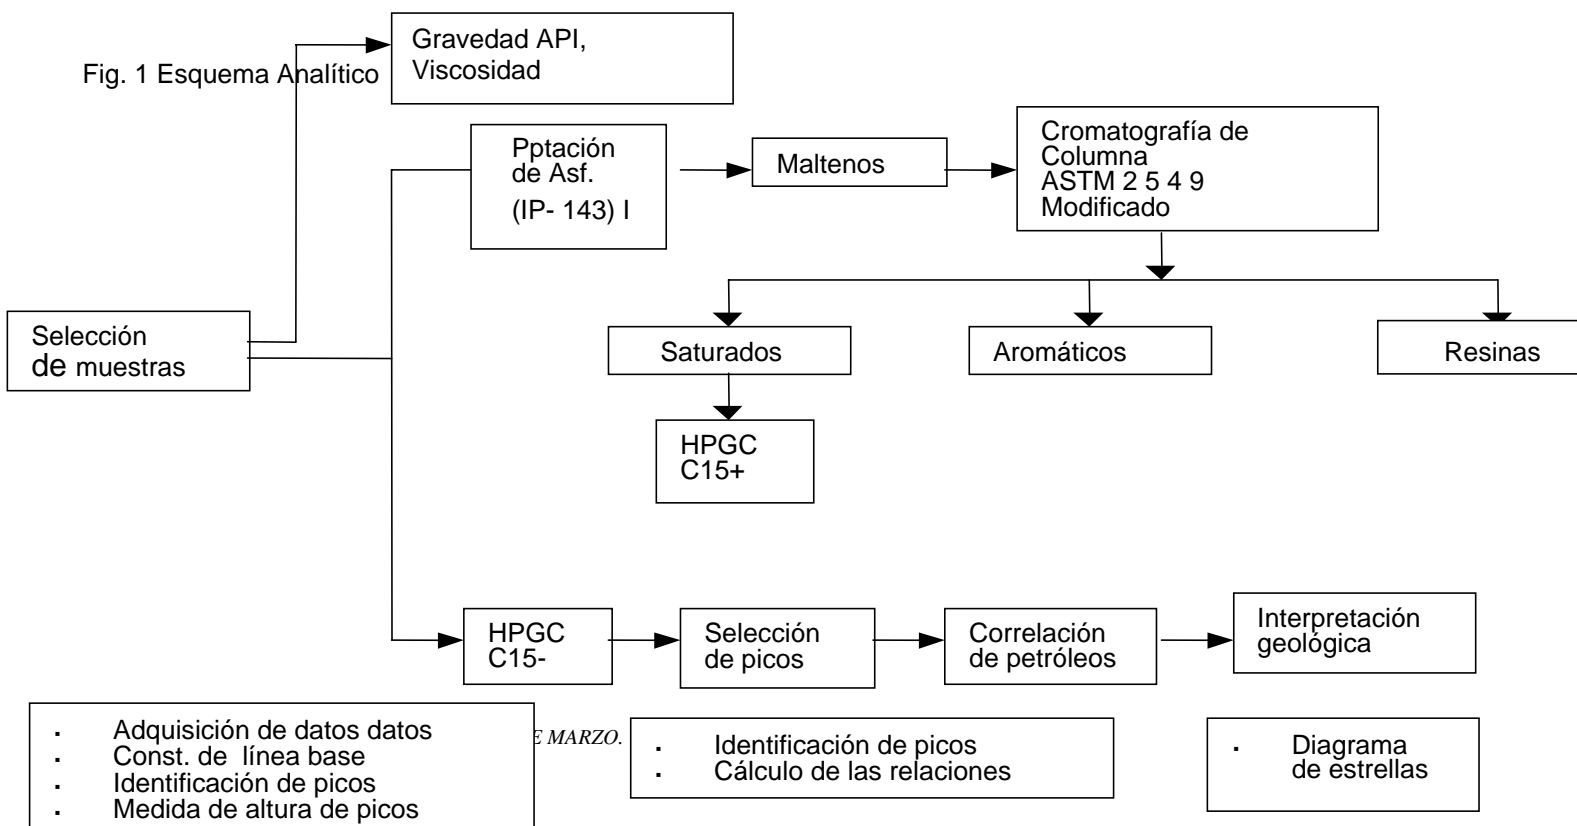 Gravedad API,
Viscosidad
Fig. 1 Esquema Analítico
Pptación
de Asf.
(IP- 143) I
Maltenos
Cromatografía de
Columna
ASTM 2 5 4 9
Modificado
Selección
de muestras
Saturados
Aromáticos
Resinas
HPGC
C15+
HPGC
C15-
Selección
de picos
Correlación
de petróleos
Interpretación
geológica
▪ Adquisición de datos datos
▪ Const. de línea base
▪ Identificación de picos
▪ Medida de altura de picos
E MARZO.
▪ Identificación de picos
▪ Cálculo de las relaciones
▪ Diagrama
de estrellas